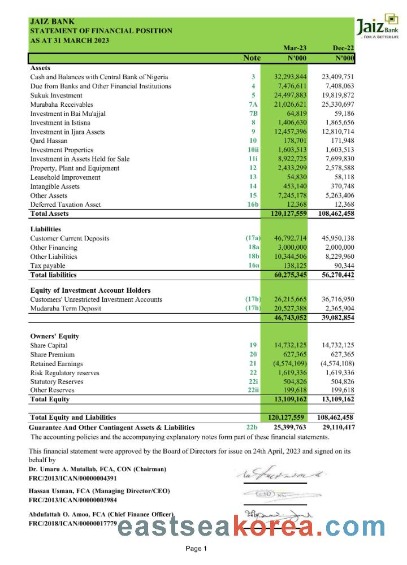 JAIZ BANK
STATEMENT OF FINANCIAL POSITION
AS AT 31 MARCH 2023
Jaiz Bank
Mar-23 Dec-22
Note N'000 N'000
Assets
Cash and Balances with Central Bank of Nigeria 3 32,293,844 23,409,751
Due from Banks and Other Financial Institutions 4 7,476,611 7,408,063
Sukuk Investment 5 24,497,883 19,819,872
Murabaha Receivables 7A 21,026,621 25,330,697
Investment in Bai Mu'ajjal 7B 64,819 59,186
Investment in Istisna 8 1,406,630 1,865,656
Investment in Ijara Assets 9 12,457,396 12,810,714
Qard Hassan 10 178,701 171,948
Investment Properties 10ii 1,603,513 1,603,513
Investment in Assets Held for Sale 11i 8,922,725 7,699,830
Property, Plant and Equipment 12 2,433,299 2,578,588
Leasehold Improvement 13 54,830 58,118
Intangible Assets 14 453,140 370,748
Other Assets 15 7,245,178 5,263,406
Deferred Taxation Asset 16b 12,368 12,368
Total Assets 120,127,559 108,462,458
Liabilities
Customer Current Deposits (17a) 46,792,714 45,950,138
Other Financing 18a 3,000,000 2,000,000
Other Liabilities 18b 10,344,506 8,229,960
Tax payable 16a 138,125 90,344
Total liabilities 60,275,345 56,270,442
Equity of Investment Account Holders
Customers' Unrestricted Investment Accounts (17b) 26,215,665 36,716,950
Mudaraba Term Deposit (17b) 20,527,388 2,365,904
46,743,052 39,082,854
Owners' Equity
Share Capital 19 14,732,125 14,732,125
Share Premium 20 627,365 627,365
Retained Earnings 21 (4,574,109) (4,574,108)
Risk Regulatory reserves 22 1,619,336 1,619,336
Statutory Reserves 22i 504,826 504,826
Other Reserves 22ii 199,618 199,618
Total Equity 13,109,162 13,109,162
Total Equity and Liabilities 120,127,559 108,462,458
Guarantee And Other Contingent Assets & Liabilities 22b 25,399,763 29,110,417
The accounting policies and the accompanying explanatory notes form part of these financial statements.
This financial statement were approved by the Board of Directors for issue on 24th April, 2023 and signed on its
behalf by
Dr. Umaru A. Mutallab, FCA, CON (Chairman)
FRC/2013/ICAN/00000004391
Hassan Usman, FCA (Managing Director/CEO)
FRC/2013/ICAN/00000003984
Abdulfattah O. Amoo, FCA (Chief Finance Officer)
FRC/2018/ICAN/00000017779
eastseakorea.com
Page 1